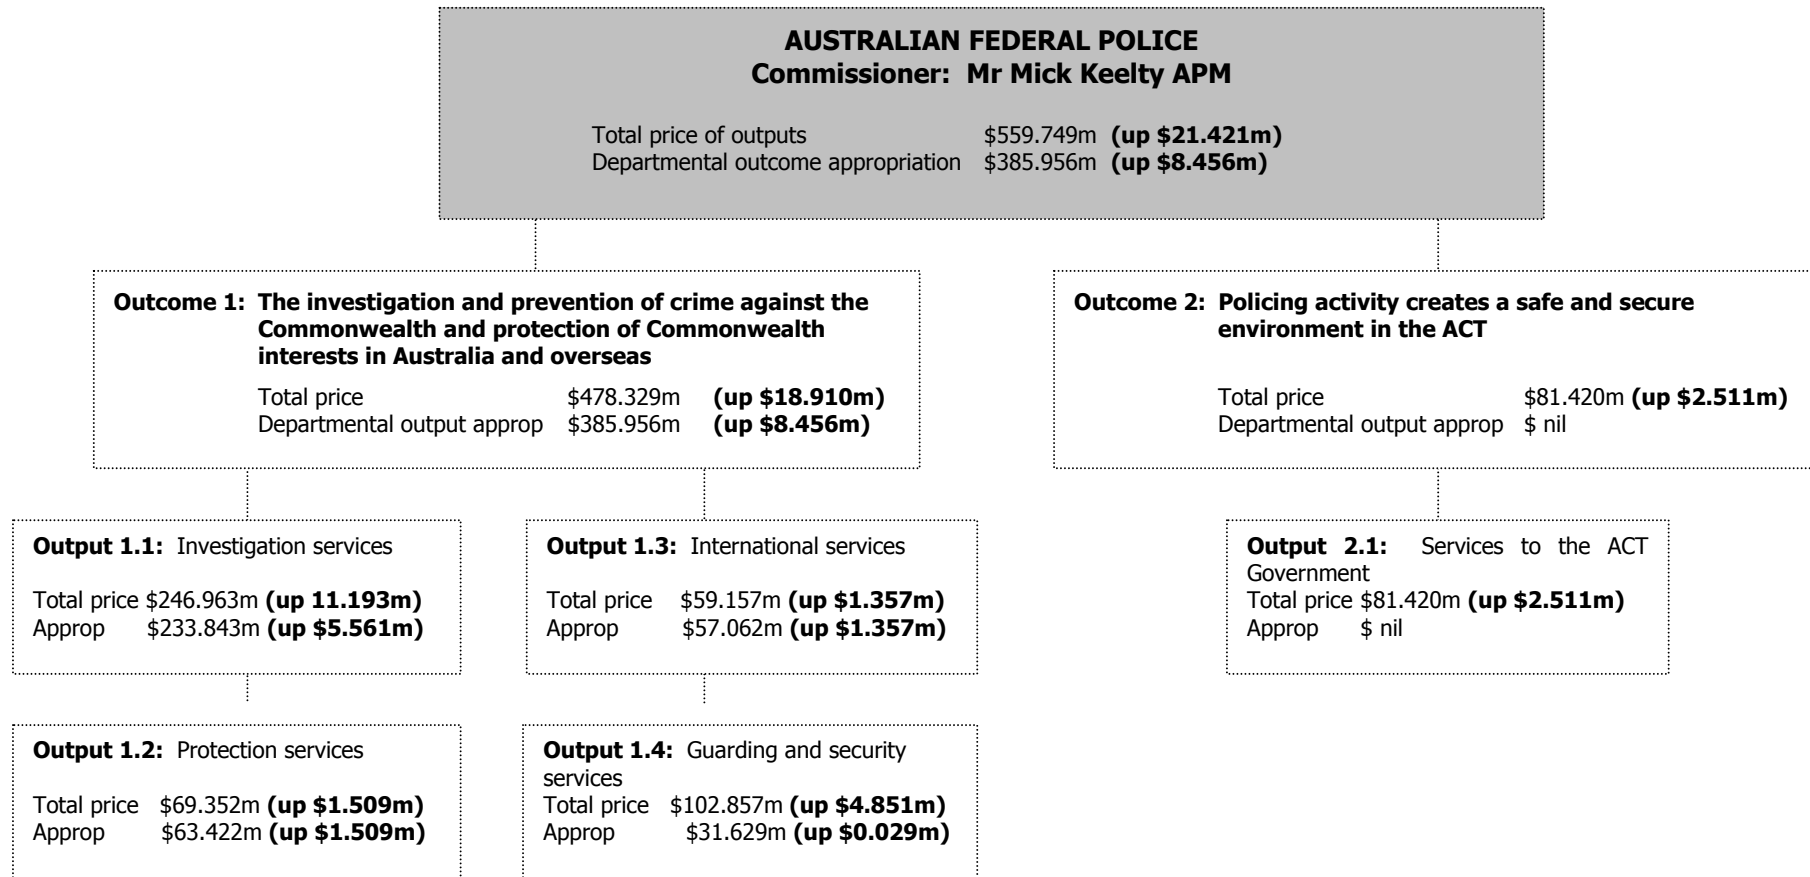 AUSTRALIAN FEDERAL POLICE
Commissioner: Mr Mick Keelty APM
Total price of outputs $559.749m (up $21.421m)
Departmental outcome appropriation $385.956m (up $8.456m)
Outcome 1: The investigation and prevention of crime against the
Commonwealth and protection of Commonwealth
interests in Australia and overseas
Total price $478.329m (up $18.910m)
Departmental output approp $385.956m (up $8.456m)
Outcome 2: Policing activity creates a safe and secure
environment in the ACT
Total price $81.420m (up $2.511m)
Departmental output approp $ nil
Output 1.1: Investigation services
Total price $246.963m (up 11.193m)
Approp $233.843m (up $5.561m)
Output 1.3: International services
Total price $59.157m (up $1.357m)
Approp $57.062m (up $1.357m)
Output 2.1: Services to the ACT
Government
Total price $81.420m (up $2.511m)
Approp $ nil
Output 1.2: Protection services
Total price $69.352m (up $1.509m)
Approp $63.422m (up $1.509m)
Output 1.4: Guarding and security
services
Total price $102.857m (up $4.851m)
Approp $31.629m (up $0.029m)